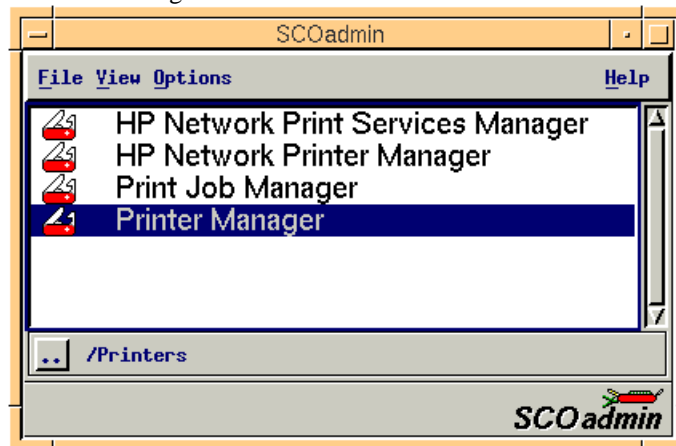 SCOadmin
File View Options Help
HP Network Print Services Manager
HP Network Printer Manager
Print Job Manager
Printer Manager
.. /Printers
SCOadmin